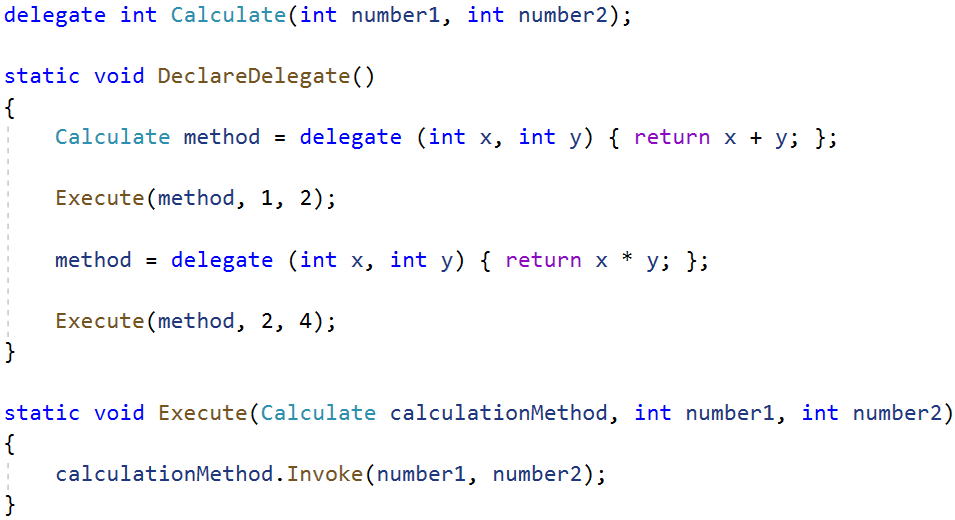 delegate int Calculate(int number1, int number2);
static void DeclareDelegate()
{
    Calculate method = delegate (int x, int y) { return x + y; };
    Execute(method, 1, 2);
    method = delegate (int x, int y) { return x * y; };
    Execute(method, 2, 4);
}
static void Execute(Calculate calculationMethod, int number1, int number2)
{
    calculationMethod.Invoke(number1, number2);
}